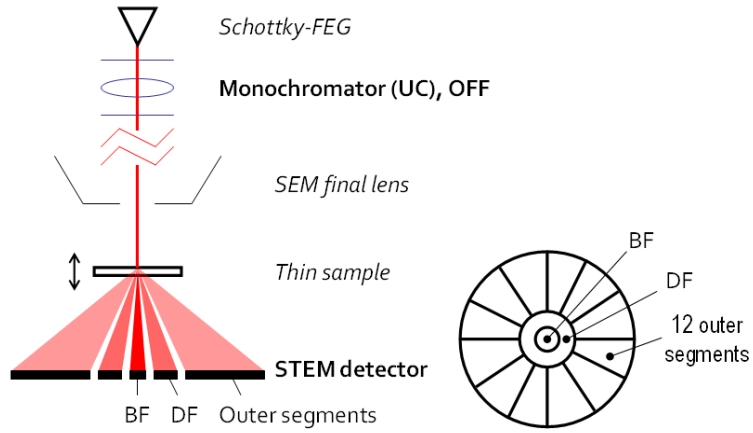 Schottky-FEG
Monochromator (UC), OFF
SEM final lens
Thin sample
STEM detector
BF DF Outer segments
BF
DF
12 outer
segments